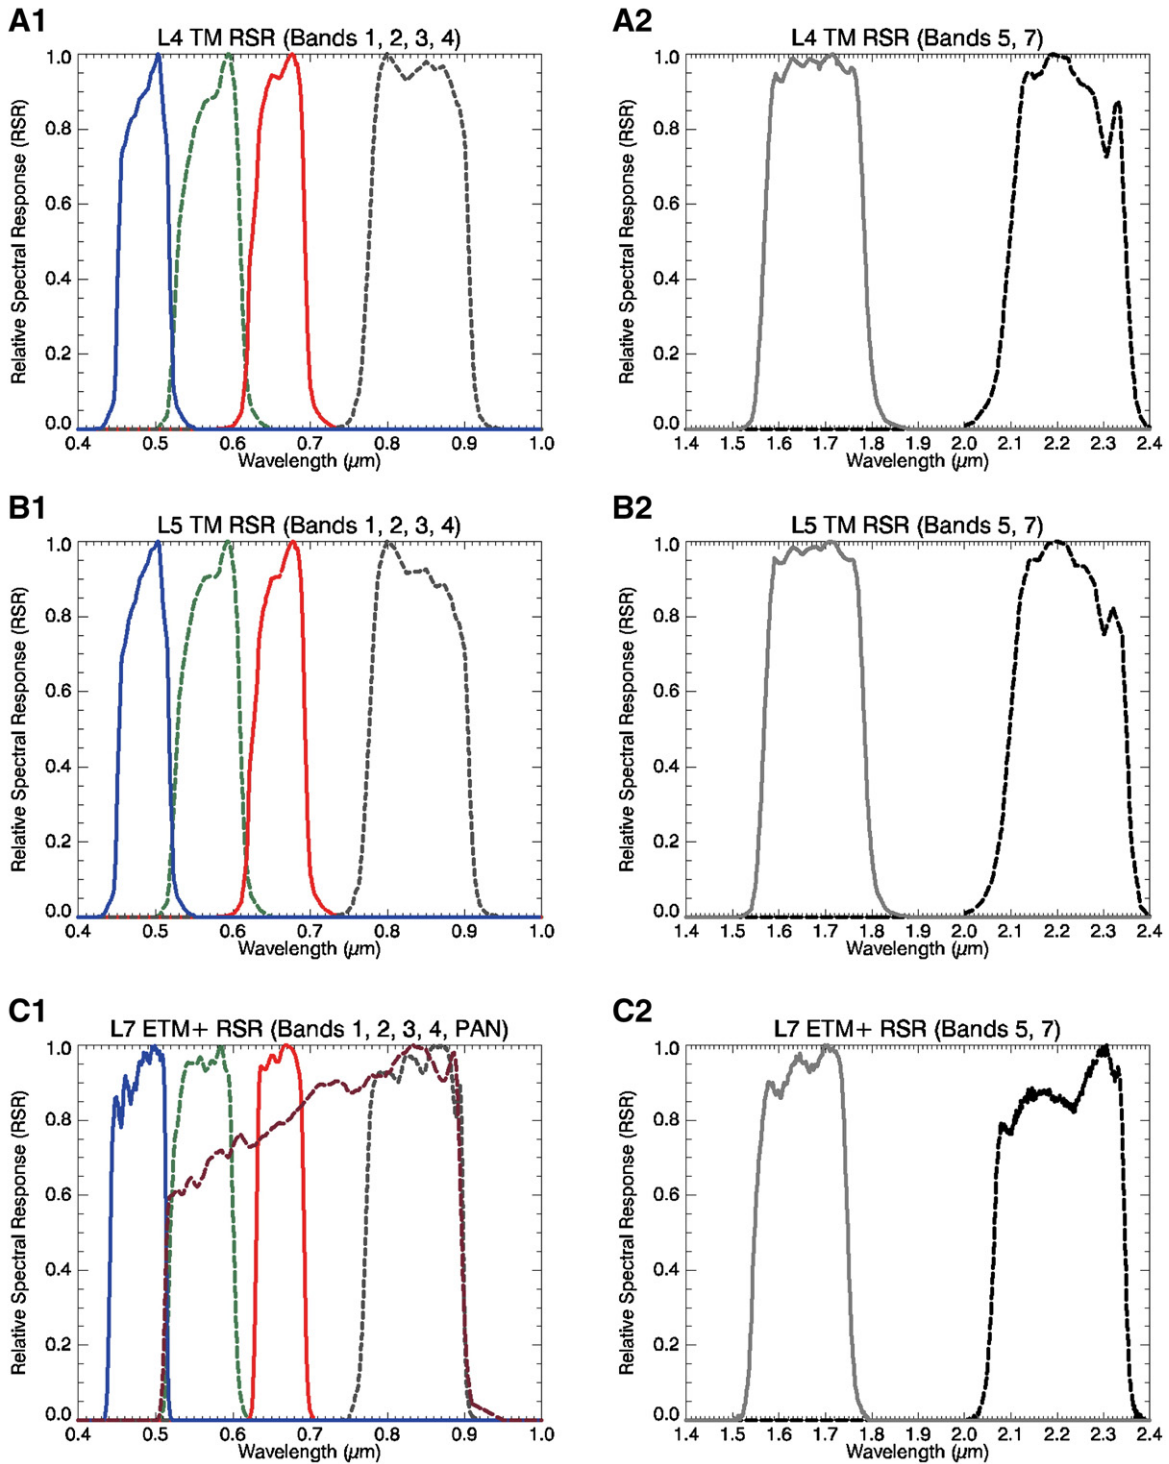 A1
L4 TM RSR (Bands 1, 2, 3, 4)
Relative Spectral Response (RSR)
1.0
0.8
0.6
0.4
0.2
0.0
0.4 0.5 0.6 0.7 0.8 0.9 1.0
Wavelength (µm)
A2
L4 TM RSR (Bands 5, 7)
Relative Spectral Response (RSR)
1.0
0.8
0.6
0.4
0.2
0.0
1.4 1.5 1.6 1.7 1.8 1.9 2.0 2.1 2.2 2.3 2.4
Wavelength (µm)
B1
L5 TM RSR (Bands 1, 2, 3, 4)
Relative Spectral Response (RSR)
1.0
0.8
0.6
0.4
0.2
0.0
0.4 0.5 0.6 0.7 0.8 0.9 1.0
Wavelength (µm)
B2
L5 TM RSR (Bands 5, 7)
Relative Spectral Response (RSR)
1.0
0.8
0.6
0.4
0.2
0.0
1.4 1.5 1.6 1.7 1.8 1.9 2.0 2.1 2.2 2.3 2.4
Wavelength (µm)
C1
L7 ETM+ RSR (Bands 1, 2, 3, 4, PAN)
Relative Spectral Response (RSR)
1.0
0.8
0.6
0.4
0.2
0.0
0.4 0.5 0.6 0.7 0.8 0.9 1.0
Wavelength (µm)
C2
L7 ETM+ RSR (Bands 5, 7)
Relative Spectral Response (RSR)
1.0
0.8
0.6
0.4
0.2
0.0
1.4 1.5 1.6 1.7 1.8 1.9 2.0 2.1 2.2 2.3 2.4
Wavelength (µm)